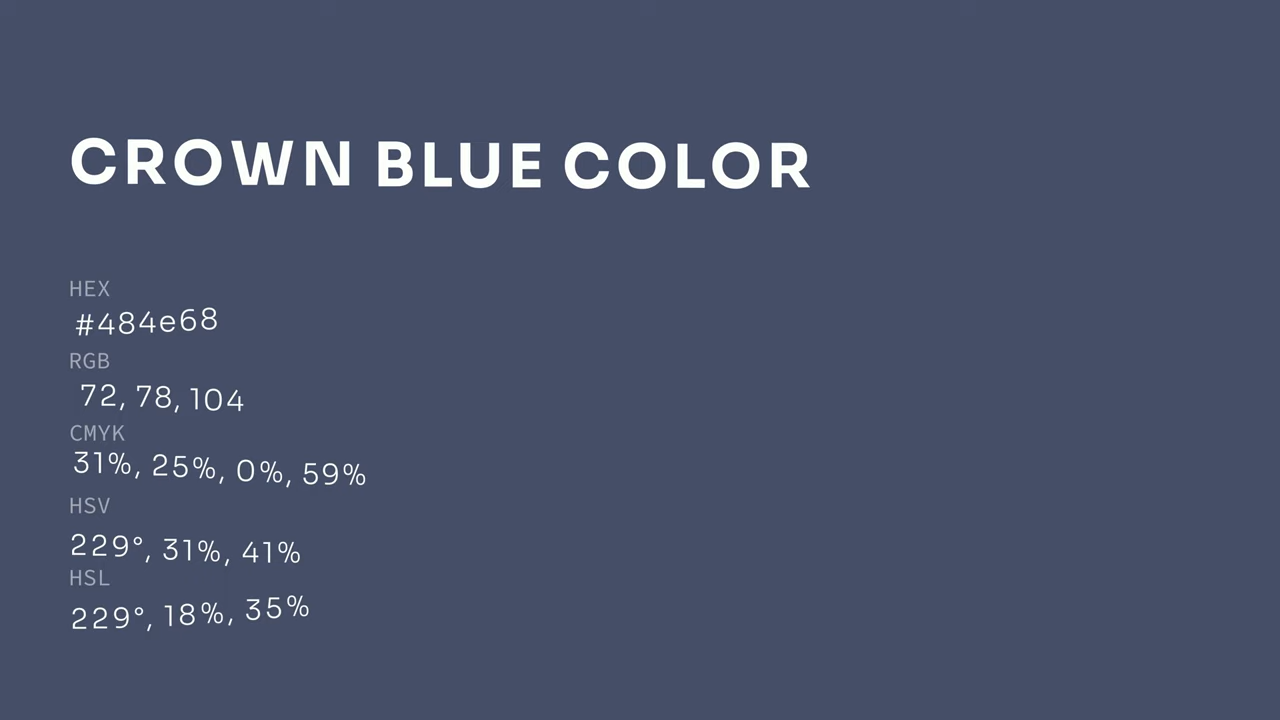 CROWN BLUE COLOR
HEX
#484e68
RGB
72, 78, 104
CMYK
31%, 25%, 0%, 59%
HSV
229°, 31%, 41%
HSL
229°, 18%, 35%